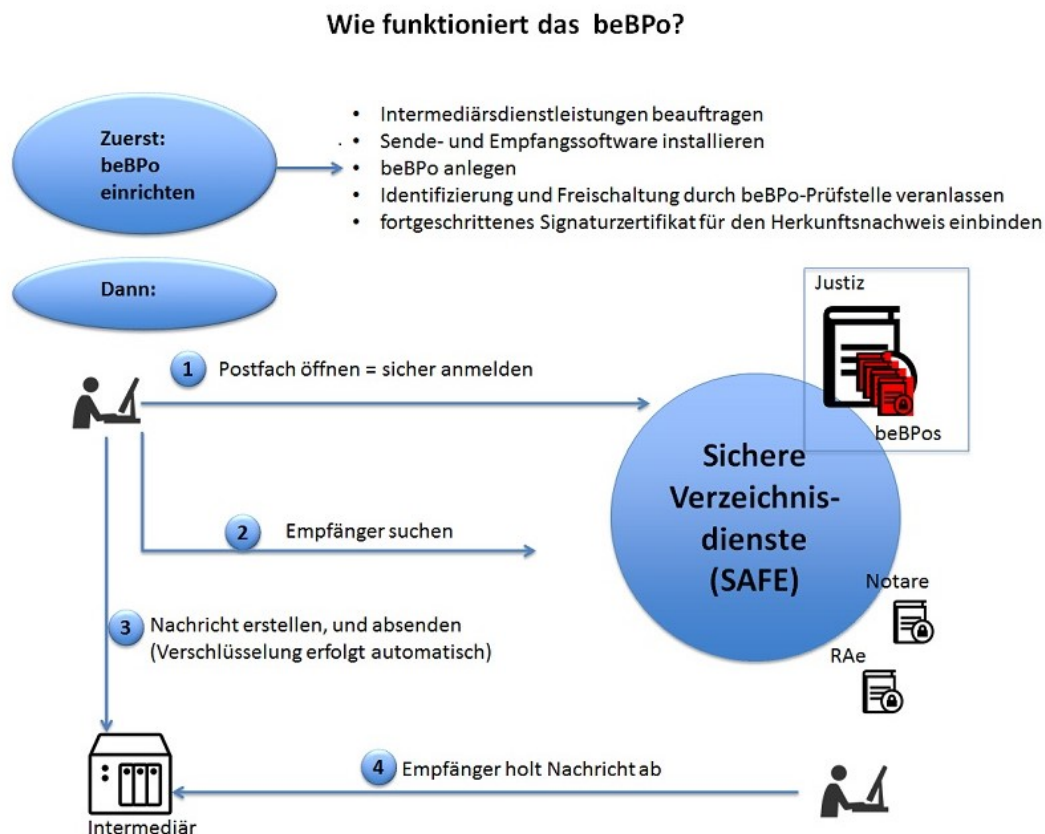 Wie funktioniert das beBPo?
Zuerst:
beBPo
einrichten
• Intermediärsdienstleistungen beauftragen
• Sende- und Empfangssoftware installieren
• beBPo anlegen
• Identifizierung und Freischaltung durch beBPo-Prüfstelle veranlassen
• fortgeschrittenes Signaturzertifikat für den Herkunftsnachweis einbinden
Dann:
Justiz
beBPos
1 Postfach öffnen = sicher anmelden
Sichere
Verzeichnis-
dienste
(SAFE)
2 Empfänger suchen
Notare
3 Nachricht erstellen, und absenden
(Verschlüsselung erfolgt automatisch)
RAe
4 Empfänger holt Nachricht ab
Intermediär